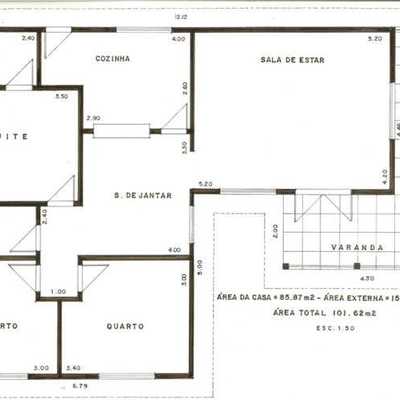 13.12
2.40
4.00
5.20
COZINHA
SALA DE ESTAR
3.50
2.60
2.90
UITE
3.30
4.20
S. DE JANTAR
5.20
2.40
2.00
VARANDA
4.00
3.00
5.00
4.30
1.00
ÁREA DA CASA = 85.87 m2 - ÁREA EXTERNA = 15
RTO
QUARTO
ÁREA TOTAL 101.62 m2
ESC. 1:50
3.00
3.40
6.79